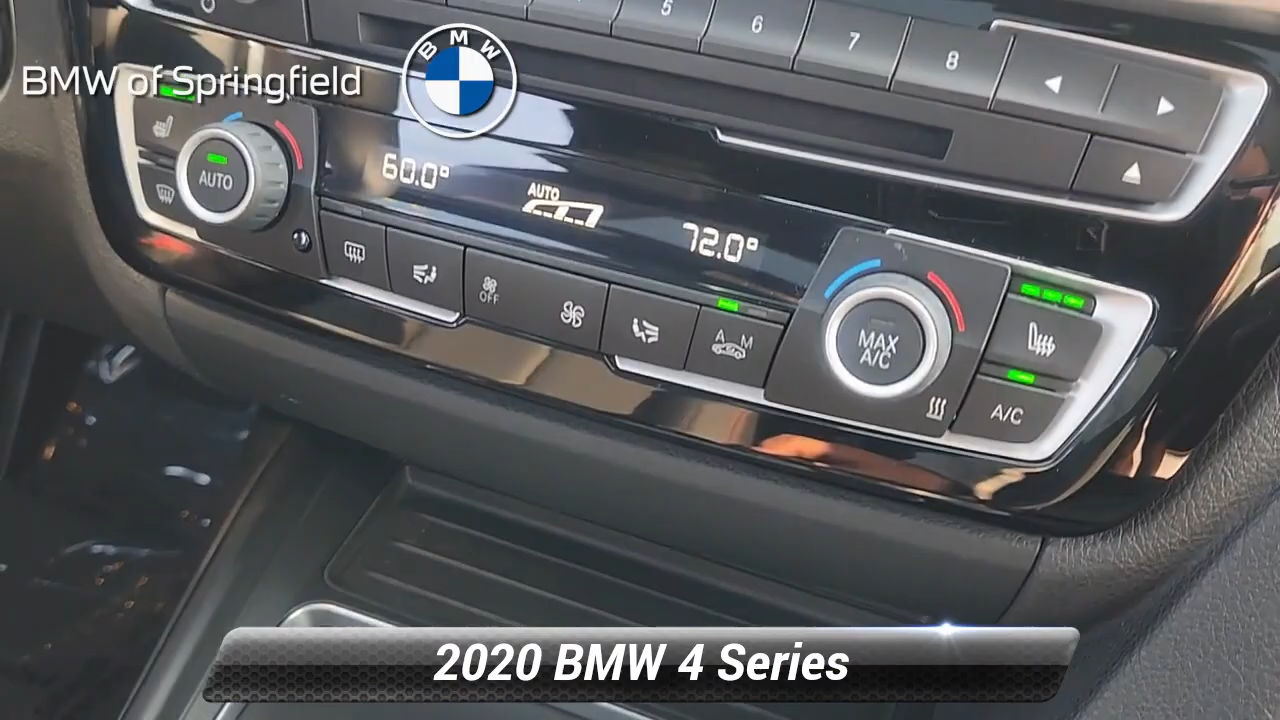 5
6
7
8
BMW of Springfield
BMW
60.0°
AUTO
72.0°
AUTO
OFF
A M
MAX
A/C
A/C
2020 BMW 4 Series